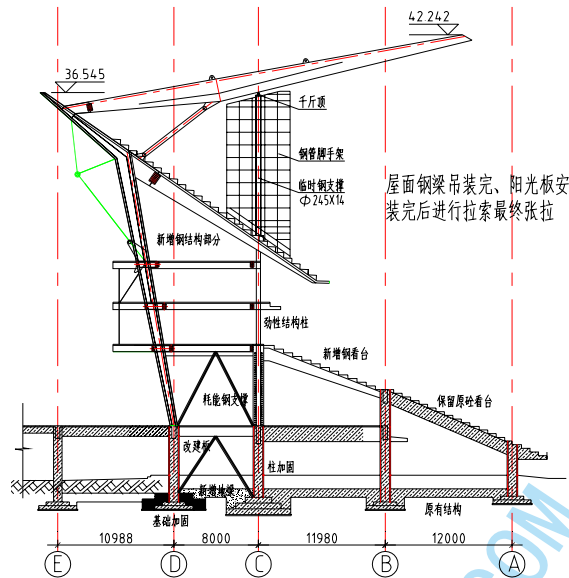 42.242
36.545
千斤顶
钢管脚手架
临时钢支撑
Φ245X14
屋面钢梁吊装完、阳光板安
装完后进行拉索最终张拉
新增钢结构部分
劲性结构柱
新增钢看台
耗能钢支撑
保留原砼看台
改建板
柱加固
新增地梁
原有结构
基础加固
10988
8000
11980
12000
E
D
C
B
A
COM